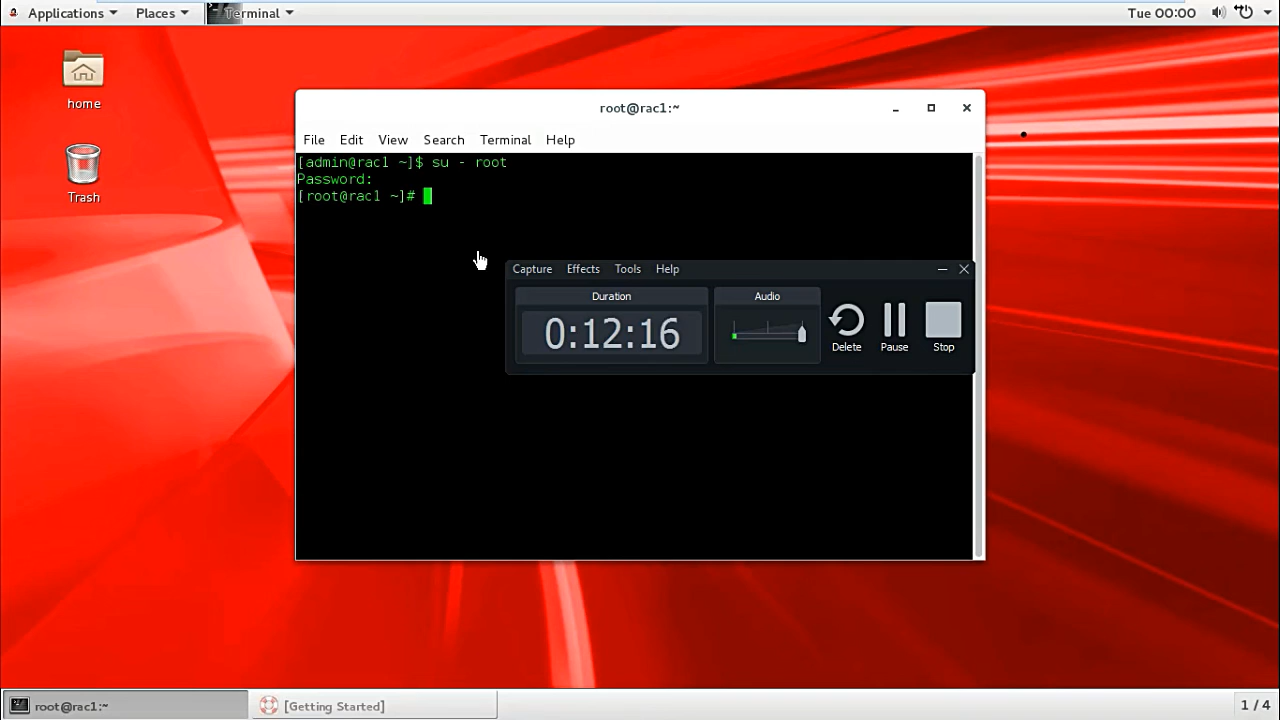 Applications Places Terminal Tue 00:00
home
Trash
root@rac1:~
File Edit View Search Terminal Help
[admin@rac1 ~]$ su - root
Password:
[root@rac1 ~]#
Capture Effects Tools Help
Duration Audio
0:12:16
Delete Pause Stop
root@rac1:~ [Getting Started] 1 / 4